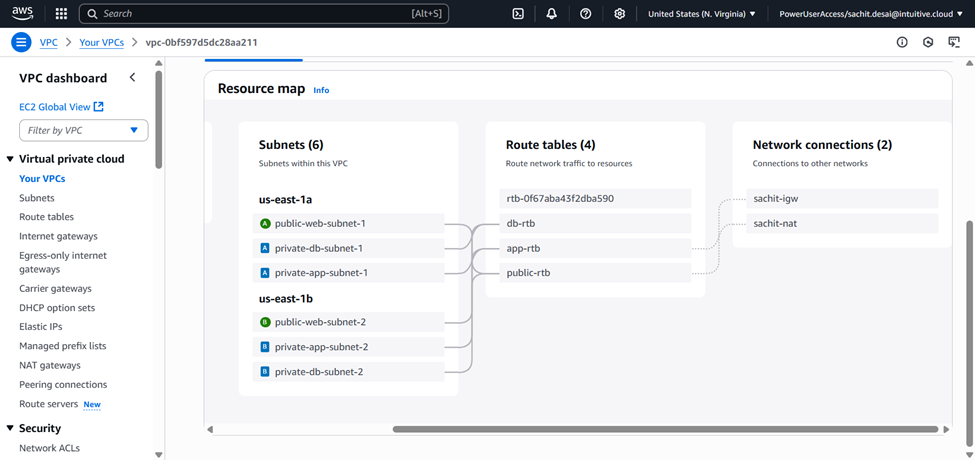 aws
Search [Alt+S]
United States (N. Virginia) PowerUserAccess/sachit.desai@intuitive.cloud
VPC Your VPCs vpc-0bf597d5dc28aa211
VPC dashboard
EC2 Global View
Filter by VPC
Virtual private cloud
Your VPCs
Subnets
Route tables
Internet gateways
Egress-only internet
gateways
Carrier gateways
DHCP option sets
Elastic IPs
Managed prefix lists
NAT gateways
Peering connections
Route servers New
Security
Network ACLs
Resource map Info
Subnets (6)
Subnets within this VPC
us-east-1a
A public-web-subnet-1
A private-db-subnet-1
A private-app-subnet-1
us-east-1b
B public-web-subnet-2
B private-app-subnet-2
B private-db-subnet-2
Route tables (4)
Route network traffic to resources
rtb-0f67aba43f2dba590
db-rtb
app-rtb
public-rtb
Network connections (2)
Connections to other networks
sachit-igw
sachit-nat